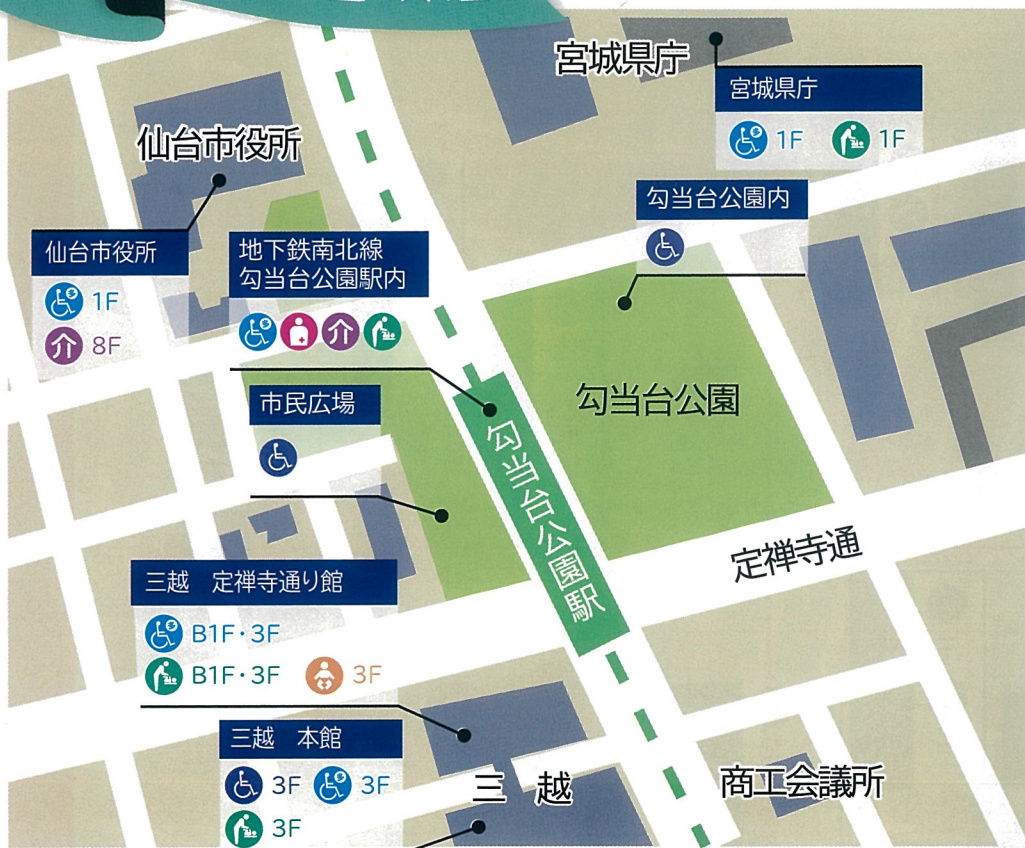 宮城県庁
宮城県庁
1F 1F
仙台市役所
勾当台公園内
仙台市役所
1F
介 8F
地下鉄南北線
勾当台公園駅内
介
市民広場
勾当台公園
勾当台公園駅
定禅寺通
三越 定禅寺通り館
B1F・3F
B1F・3F 3F
三越 本館
3F 3F
3F
三越
商工会議所